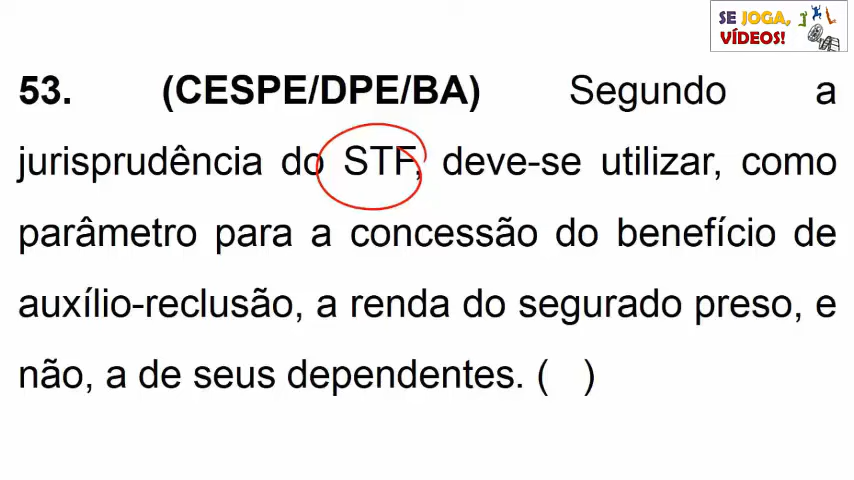 SE JOGA,
VÍDEOS!
53. (CESPE/DPE/BA) Segundo a
jurisprudência do STF, deve-se utilizar, como
parâmetro para a concessão do benefício de
auxílio-reclusão, a renda do segurado preso, e
não, a de seus dependentes. ( )